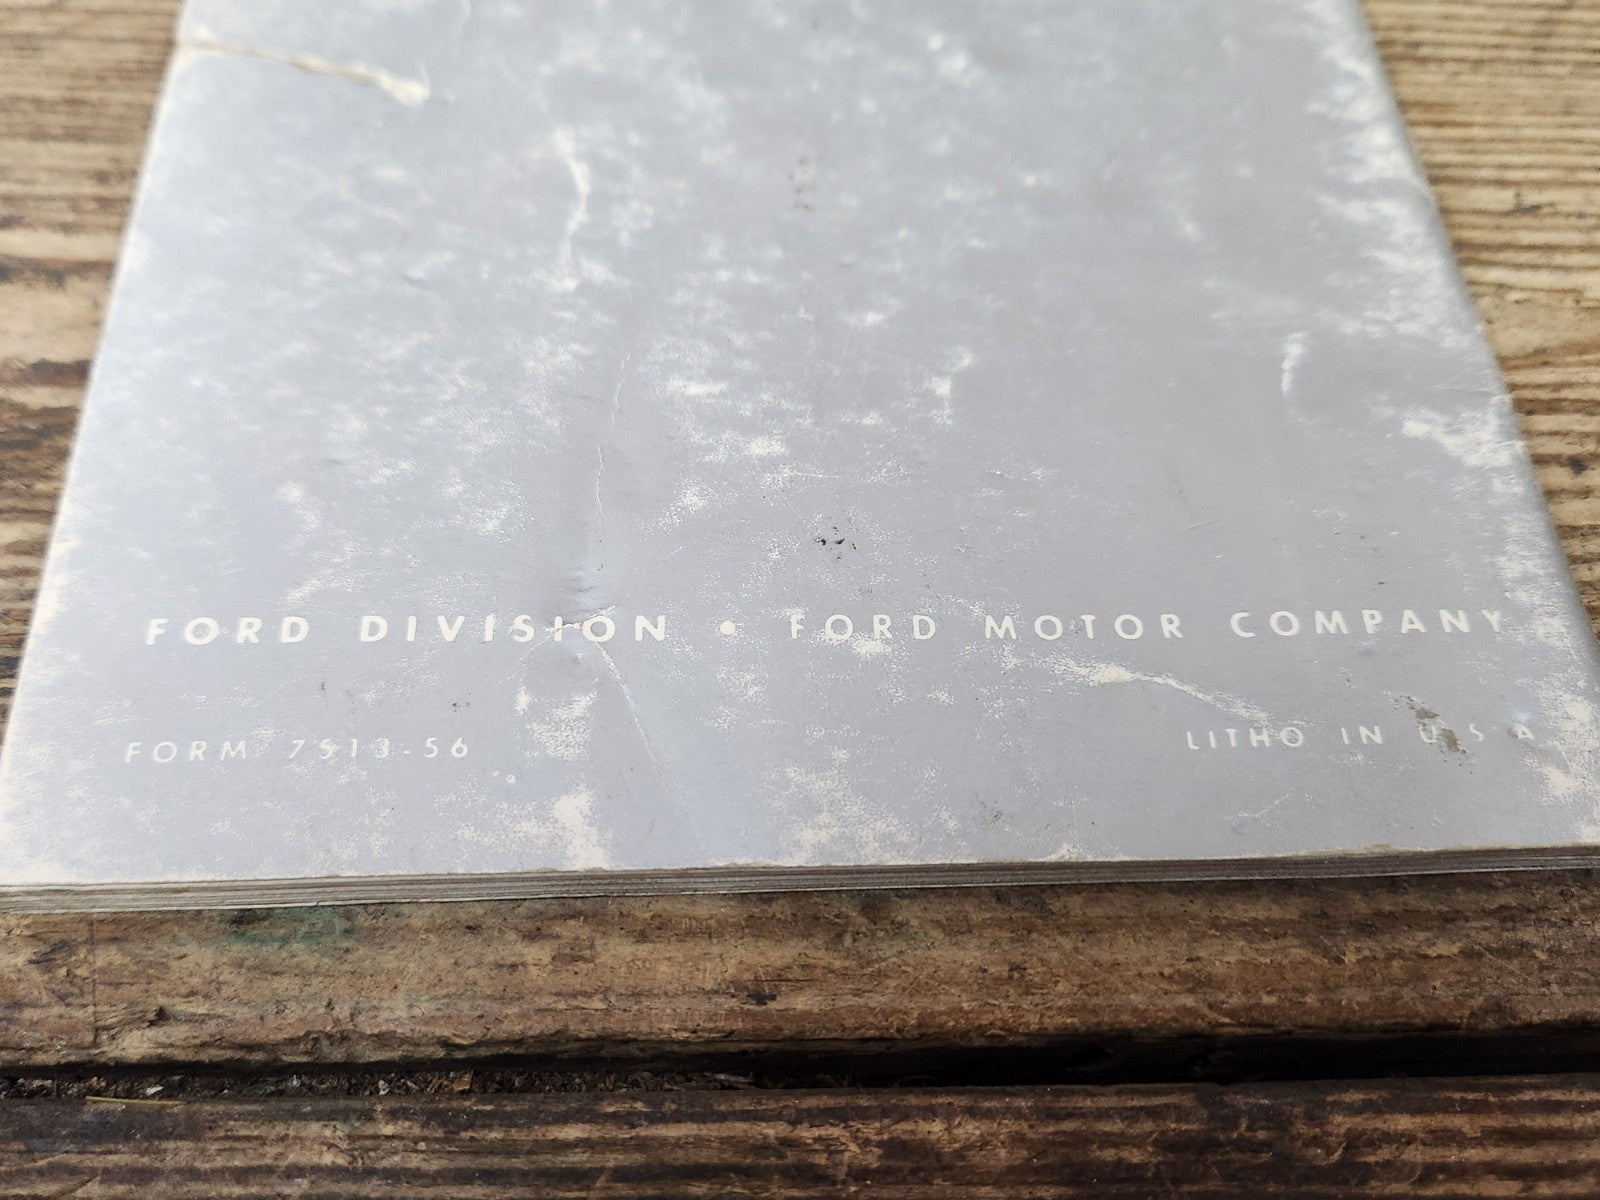 FORD DIVISION • FORD MOTOR COMPANY
FORM 7513-56 LITHO IN U.S.A